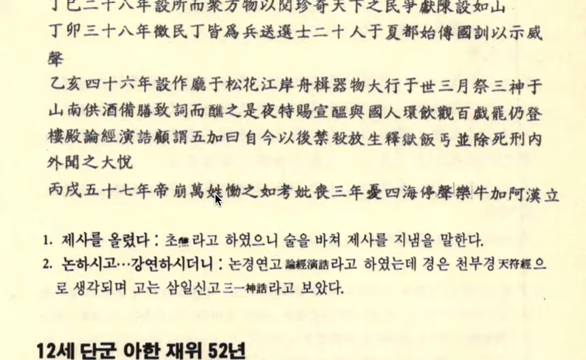 丁巳二十八年設所而聚方物以閱珍奇天下之民爭獻陳設如山
丁卯三十八年徵民丁皆爲兵送選士二十人于夏都始傳國訓以示威
聲
乙亥四十六年設作廳于松花江岸舟楫器物大行于世三月祭三神于
山南供酒備膳致詞而醮之是夜特賜宣醞與國人環飮觀百戲罷仍登
樓殿論經演誥顧謂五加曰自今以後禁殺放生釋獄飯丐並除死刑內
外聞之大悅
丙戌五十七年帝崩萬姓慟之如考妣喪三年憂四海停聲樂牛加阿漢立
1. 제사를 올렸다 : 초醮라고 하였으니 술을 바쳐 제사를 지냄을 말한다.
2. 논하시고…강연하시더니 : 논경연고論經演誥라고 하였는데 경은 천부경天符經으
로 생각되며 고는 삼일신고三一神誥라고 보았다.
12세 단군 아한 재위 52년